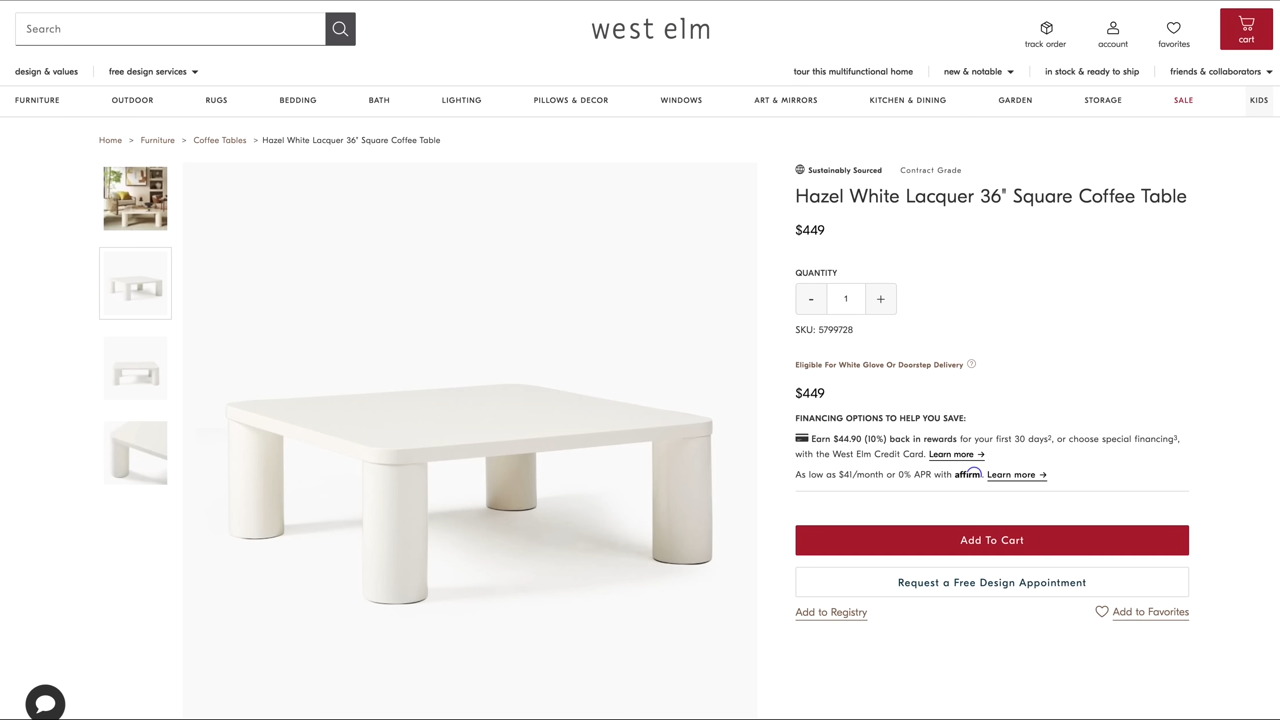 Search
west elm
track order
account
favorites
cart
design & values
free design services
tour this multifunctional home
new & notable
in stock & ready to ship
friends & collaborators
FURNITURE
OUTDOOR
RUGS
BEDDING
BATH
LIGHTING
PILLOWS & DECOR
WINDOWS
ART & MIRRORS
KITCHEN & DINING
GARDEN
STORAGE
SALE
KIDS
Home > Furniture > Coffee Tables > Hazel White Lacquer 36" Square Coffee Table
Sustainably Sourced
Contract Grade
Hazel White Lacquer 36" Square Coffee Table
$449
QUANTITY
- 1 +
SKU: 5799728
Eligible For White Glove Or Doorstep Delivery ?
$449
FINANCING OPTIONS TO HELP YOU SAVE:
Earn $44.90 (10%) back in rewards for your first 30 days², or choose special financing³,
with the West Elm Credit Card. Learn more →
As low as $41/month or 0% APR with affirm. Learn more →
Add To Cart
Request a Free Design Appointment
Add to Registry
Add to Favorites